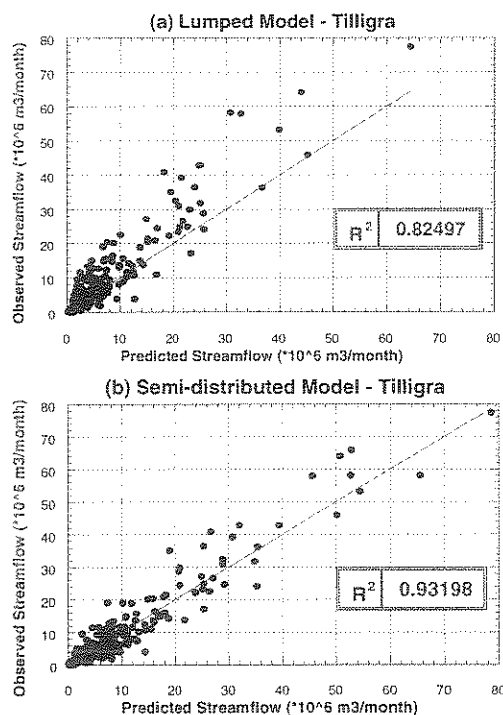 (a) Lumped Model - Tilligra
Observed Streamflow (*10^6 m3/month)
80
70
60
50
40
30
20
10
0
R² 0.82497
0 10 20 30 40 50 60 70 80
Predicted Streamflow (*10^6 m3/month)
(b) Semi-distributed Model - Tilligra
Observed Streamflow (*10^6 m3/month)
80
70
60
50
40
30
20
10
0
R² 0.93198
0 10 20 30 40 50 60 70 80
Predicted Streamflow (*10^6 m3/month)